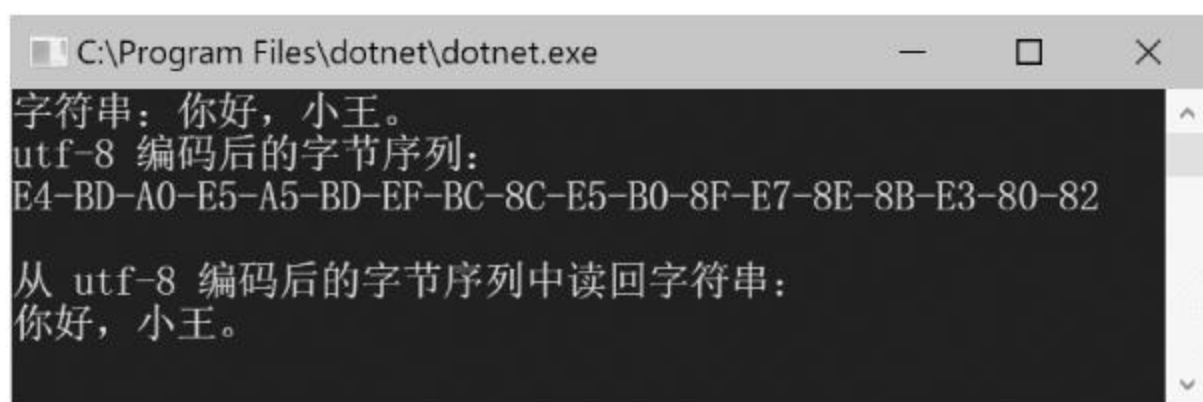 C:\Program Files\dotnet\dotnet.exe
字符串：你好，小王。
utf-8 编码后的字节序列：
E4-BD-A0-E5-A5-BD-EF-BC-8C-E5-B0-8F-E7-8E-8B-E3-80-82
从 utf-8 编码后的字节序列中读回字符串：
你好，小王。